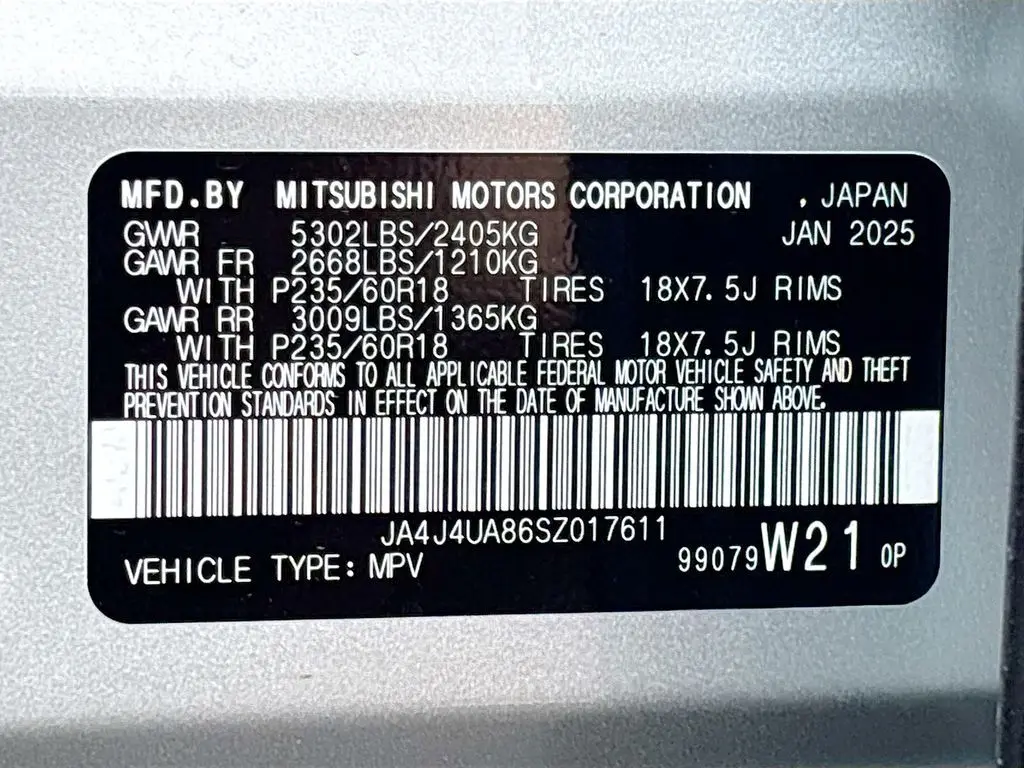 MFD.BY MITSUBISHI MOTORS CORPORATION . JAPAN
GWWR 5302LBS/2405KG JAN 2025
GAWR FR 2668LBS/1210KG
WITH P235/60R18 TIRES 18X7.5J RIMS
GAWR RR 3009LBS/1365KG
WITH P235/60R18 TIRES 18X7.5J RIMS
THIS VEHICLE CONFORMS TO ALL APPLICABLE FEDERAL MOTOR VEHICLE SAFETY AND THEFT
PREVENTION STANDARDS IN EFFECT ON THE DATE OF MANUFACTURE SHOWN ABOVE.
JA4J4UA86SZ017611
99079 W21 0P
VEHICLE TYPE: MPV